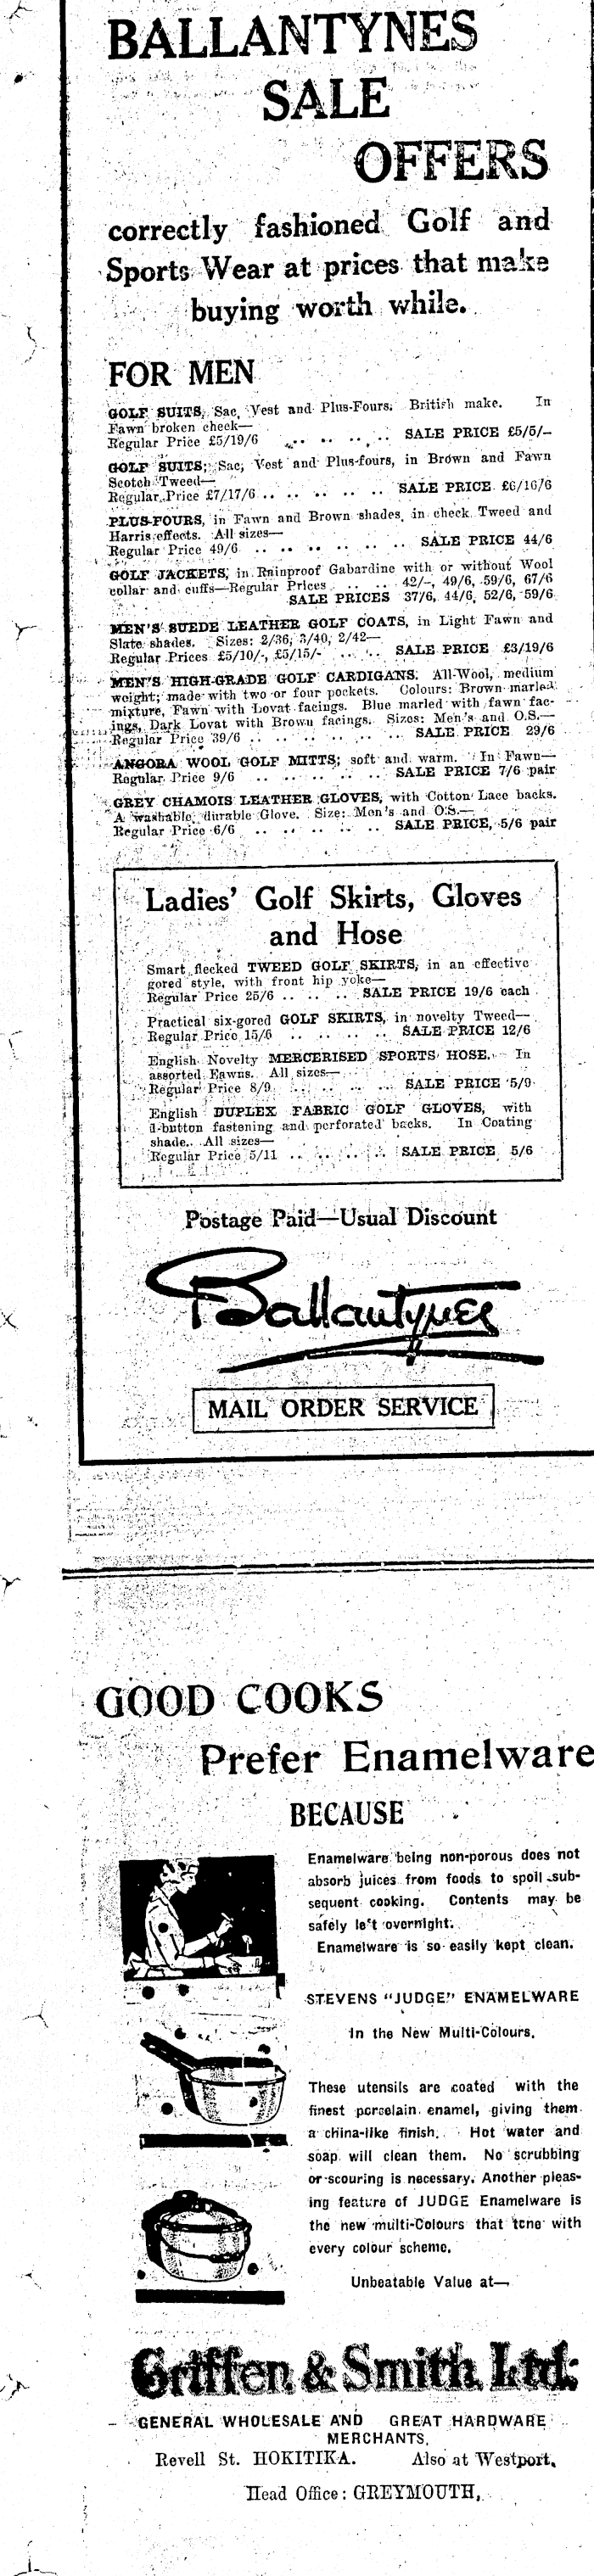 BALLANTYNES
SALE
OFFERS
correctly fashioned Golf and
Sports Wear at prices that make
buying worth while.
FOR MEN
GOLF SUITS, Sac, Vest and Plus-Fours. British make. In
Fawn broken check—
Regular Price £5/19/6 .. .. .. .. SALE PRICE £5/5/-
GOLF SUITS; Sac; Vest and Plus-fours, in Brown and Fawn
Scotch Tweed—
Regular Price £7/17/6 .. .. .. .. .. SALE PRICE £6/16/6
PLUS-FOURS, in Fawn and Brown shades in check Tweed and
Harris effects. All sizes—
Regular Price 49/6 .. .. .. .. .. .. SALE PRICE 44/6
GOLF JACKETS, in Rainproof Gabardine with or without Wool
collar and cuffs—Regular Prices .. .. 42/-, 49/6, 59/6, 67/6
SALE PRICES 37/6, 44/6, 52/6, 59/6
MEN'S SUEDE LEATHER GOLF COATS, in Light Fawn and
Slate shades. Sizes: 2/36, 3/40, 2/42—
Regular Prices £5/10/-, £5/15/- .. .. SALE PRICE £3/19/6
MEN'S HIGH-GRADE GOLF CARDIGANS. All-Wool, medium
weight; made with two or four pockets. Colours: Brown marled
mixture, Fawn with Lovat facings. Blue marled with fawn fac-
ings, Dark Lovat with Brown facings. Sizes: Men's and O.S.—
Regular Price 39/6 .. .. .. .. .. .. SALE PRICE 29/6
ANGORA WOOL GOLF MITTS; soft and warm. In Fawn—
Regular Price 9/6 .. .. .. .. .. SALE PRICE 7/6 pair
GREY CHAMOIS LEATHER GLOVES, with Cotton Lace backs.
A washable, durable Glove. Size: Men's and O.S.—
Regular Price 6/6 .. .. .. .. .. SALE PRICE, 5/6 pair
Ladies' Golf Skirts, Gloves
and Hose
Smart flecked TWEED GOLF SKIRTS, in an effective
gored style, with front hip yoke—
Regular Price 25/6 .. .. .. SALE PRICE 19/6 each
Practical six-gored GOLF SKIRTS, in novelty Tweed—
Regular Price 15/6 .. .. .. .. .. SALE PRICE 12/6
English Novelty MERCERISED SPORTS HOSE. In
assorted Fawns. All sizes—
Regular Price 8/9 .. .. .. .. .. SALE PRICE 5/9
English DUPLEX FABRIC GOLF GLOVES, with
-button fastening and perforated backs. In Coating
shade. All sizes—
Regular Price 5/11 .. .. .. .. SALE PRICE 5/6
Postage Paid—Usual Discount
Ballantynes
MAIL ORDER SERVICE
GOOD COOKS
Prefer Enamelware
BECAUSE
Enamelware being non-porous does not
absorb juices from foods to spoil sub-
sequent cooking. Contents may be
safely left overnight.
Enamelware is so easily kept clean.
STEVENS "JUDGE" ENAMELWARE
In the New Multi-Colours.
These utensils are coated with the
finest porcelain enamel, giving them
a china-like finish. Hot water and
soap will clean them. No scrubbing
or scouring is necessary. Another pleas-
ing feature of JUDGE Enamelware is
the new multi-Colours that tone with
every colour scheme.
Unbeatable Value at—
Griffen & Smith Ltd.
GENERAL WHOLESALE AND GREAT HARDWARE
MERCHANTS.
Revell St. HOKITIKA. Also at Westport.
Head Office: GREYMOUTH.